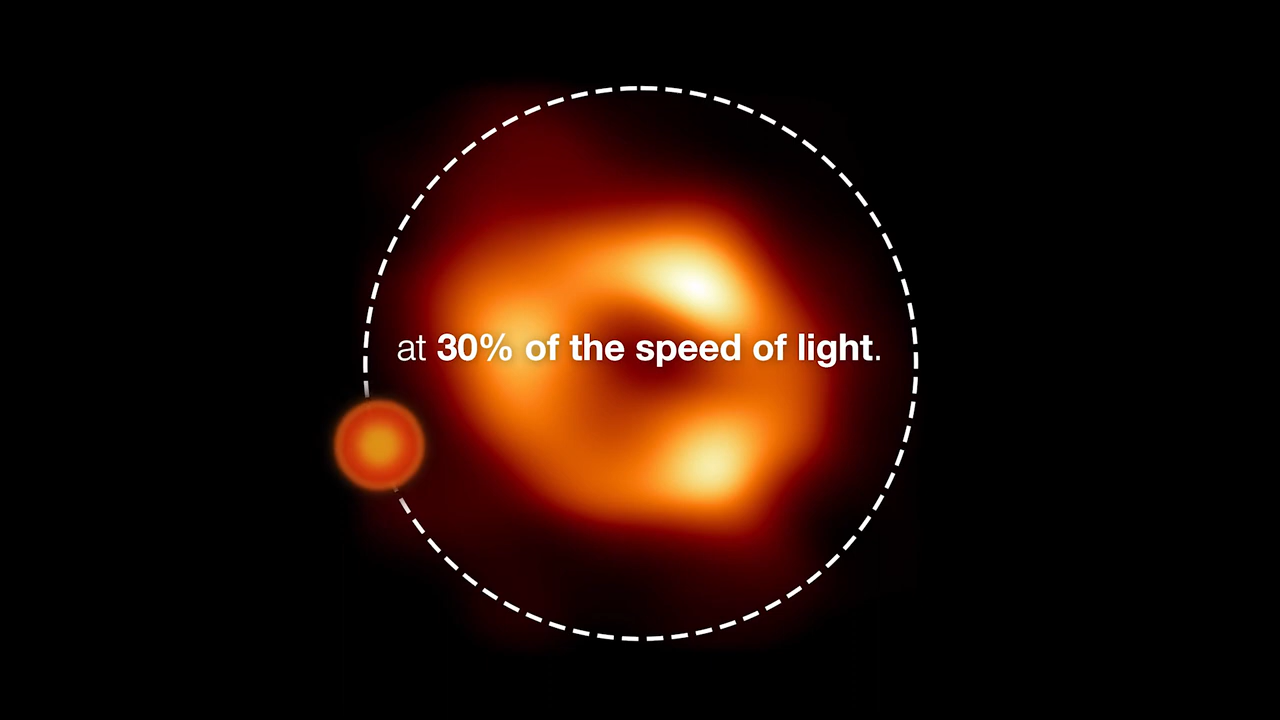 at 30% of the speed of light.